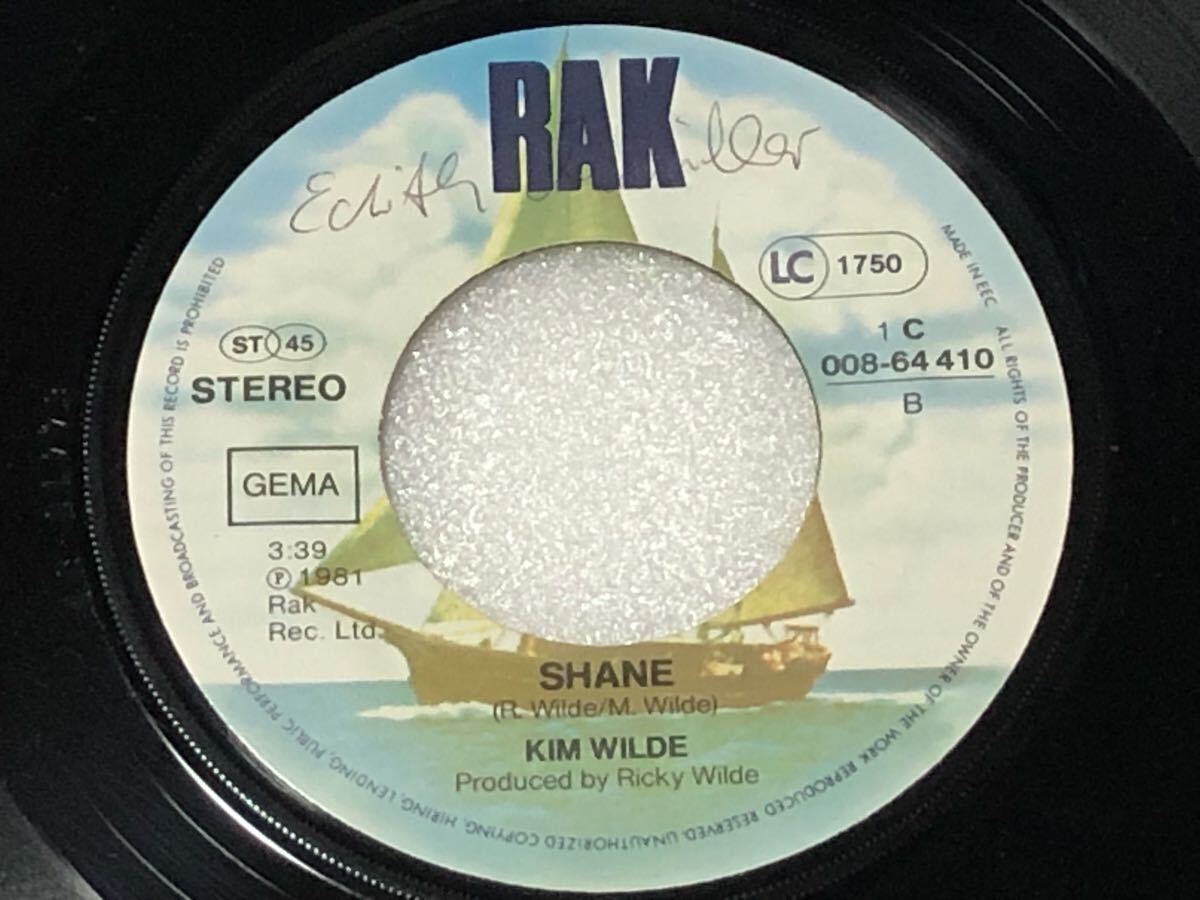 RAK
Edith
LC 1750
1 C
008-64 410
B
ST 45
STEREO
GEMA
3:39
℗ 1981
Rak
Rec. Ltd.
SHANE
(R. Wilde/M. Wilde)
KIM WILDE
Produced by Ricky Wilde
MADE IN EEC ALL RIGHTS OF THE PRODUCER AND OF THE OWNER OF THE WORK REPRODUCED RESERVED. UNAUTHORIZED COPYING, HIRING, LENDING, PUBLIC PERFORMANCE AND BROADCASTING OF THIS RECORD IS PROHIBITED